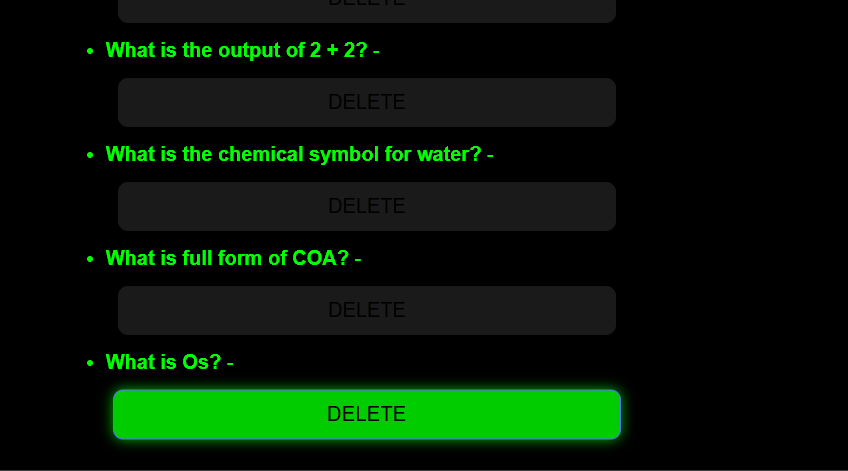 DELETE
• What is the output of 2 + 2? -
DELETE
• What is the chemical symbol for water? -
DELETE
• What is full form of COA? -
DELETE
• What is Os? -
DELETE